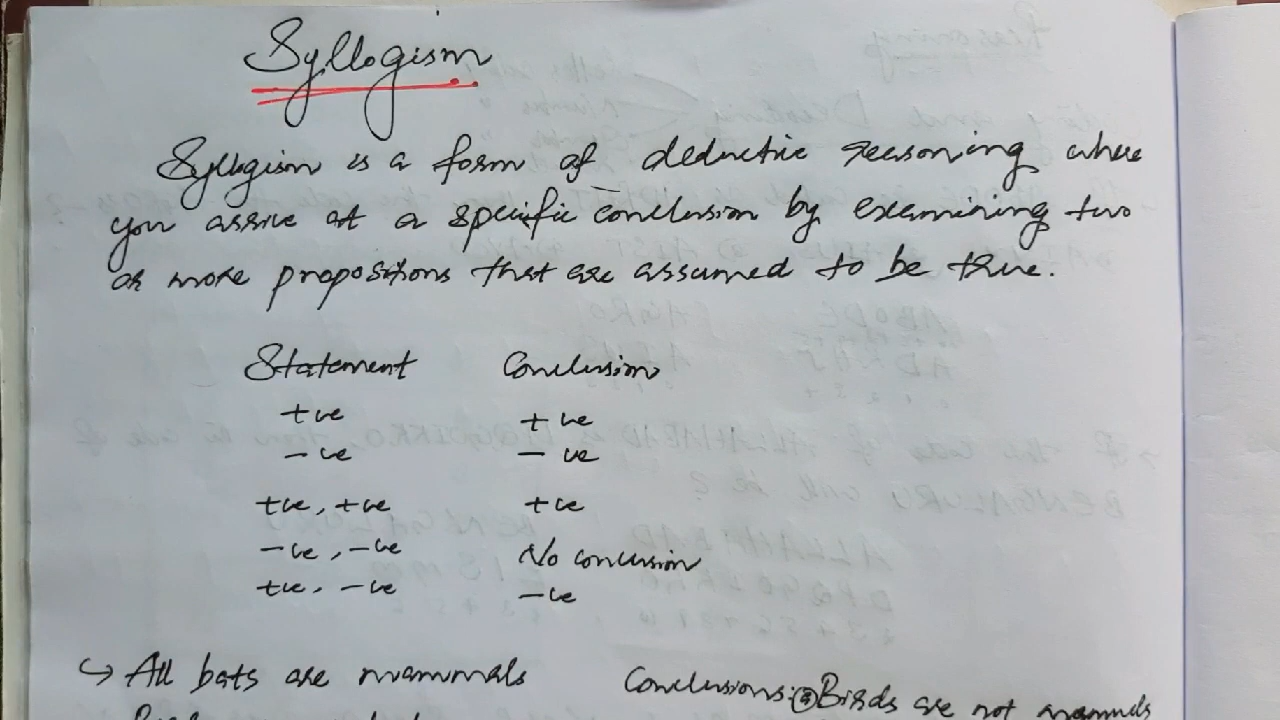 Syllogism
Syllogism is a form of deductive reasoning where
you arrive at a specific conclusion by examining two
or more propositions that are assumed to be true.
Statement Conclusion
+ve +ve
-ve -ve
+ve, +ve +ve
-ve, -ve No conclusion
+ve, -ve -ve
↪ All bats are mammals Conclusions: Birds are not mammals